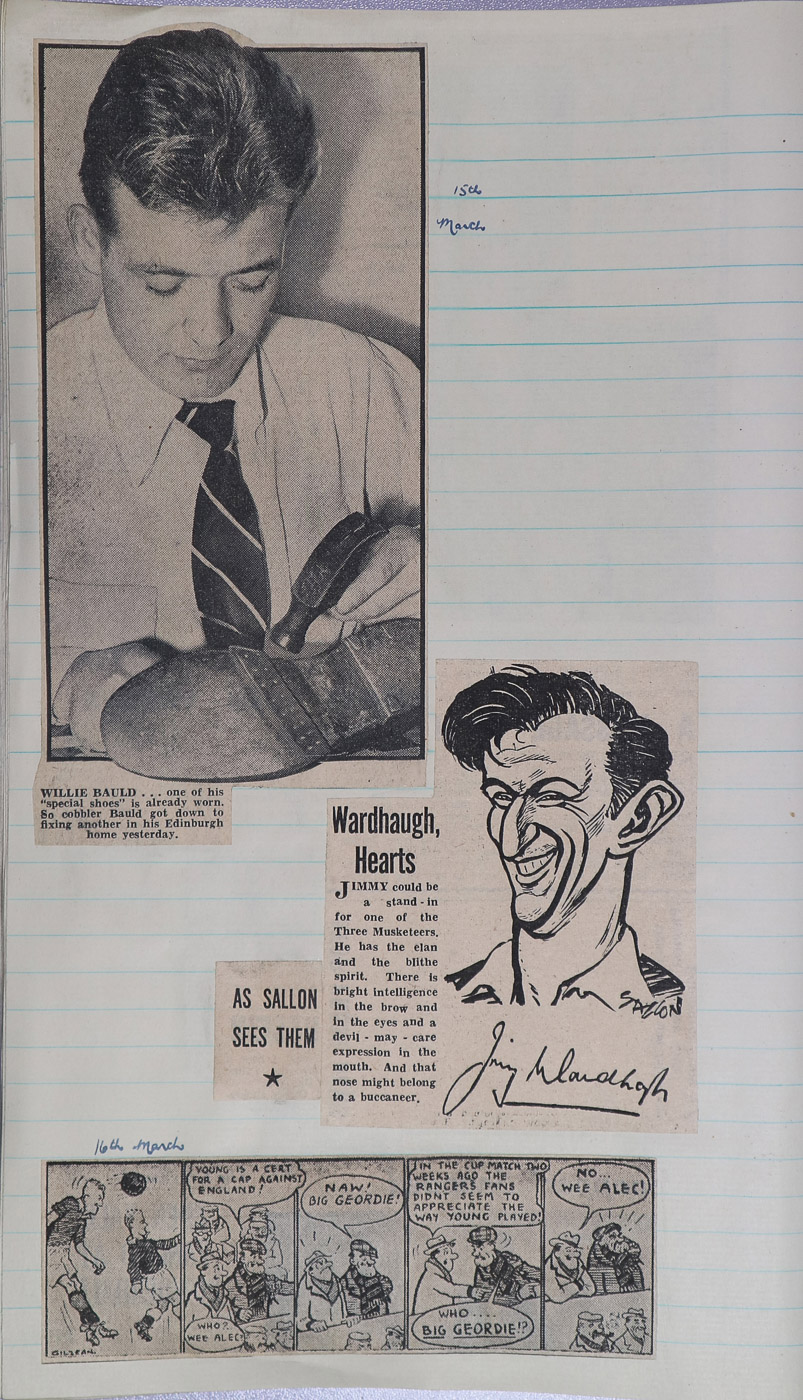 15th
March
WILLIE BAULD . . . one of his
“special shoes” is already worn.
So cobbler Bauld got down to
fixing another in his Edinburgh
home yesterday.
Wardhaugh,
Hearts
JIMMY could be
a stand-in
for one of the
Three Musketeers.
He has the elan
and the blithe
spirit. There is
bright intelligence
in the brow and
in the eyes and a
devil - may - care
expression in the
mouth. And that
nose might belong
to a buccaneer.
SALLON
Jimmy Wardhaugh
AS SALLON
SEES THEM
★
16th March
YOUNG IS A CERT
FOR A CAP AGAINST
ENGLAND!
WHO?
WEE ALEC?
NAW!
BIG GEORDIE!
IN THE CUP MATCH TWO
WEEKS AGO THE
RANGERS FANS
DIDNT SEEM TO
APPRECIATE THE
WAY YOUNG PLAYED!
WHO ....
BIG GEORDIE!?
NO...
WEE ALEC!